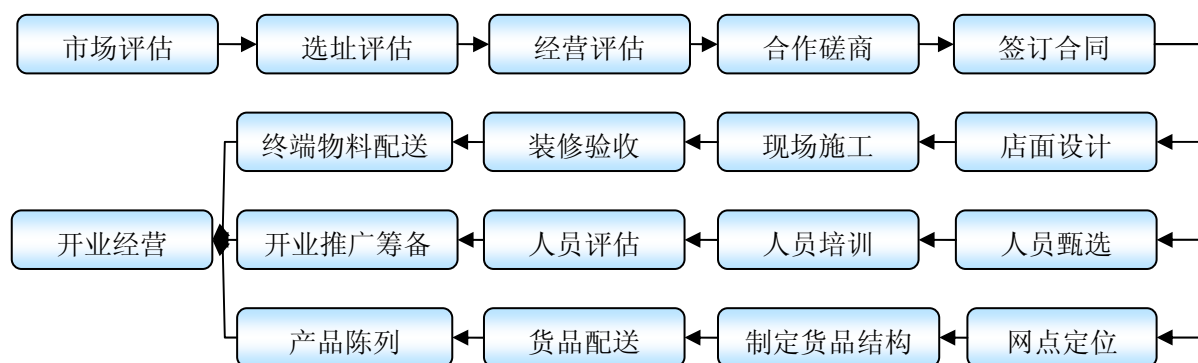 市场评估
选址评估
经营评估
合作磋商
签订合同
终端物料配送
装修验收
现场施工
店面设计
开业经营
开业推广筹备
人员评估
人员培训
人员甄选
产品陈列
货品配送
制定货品结构
网点定位